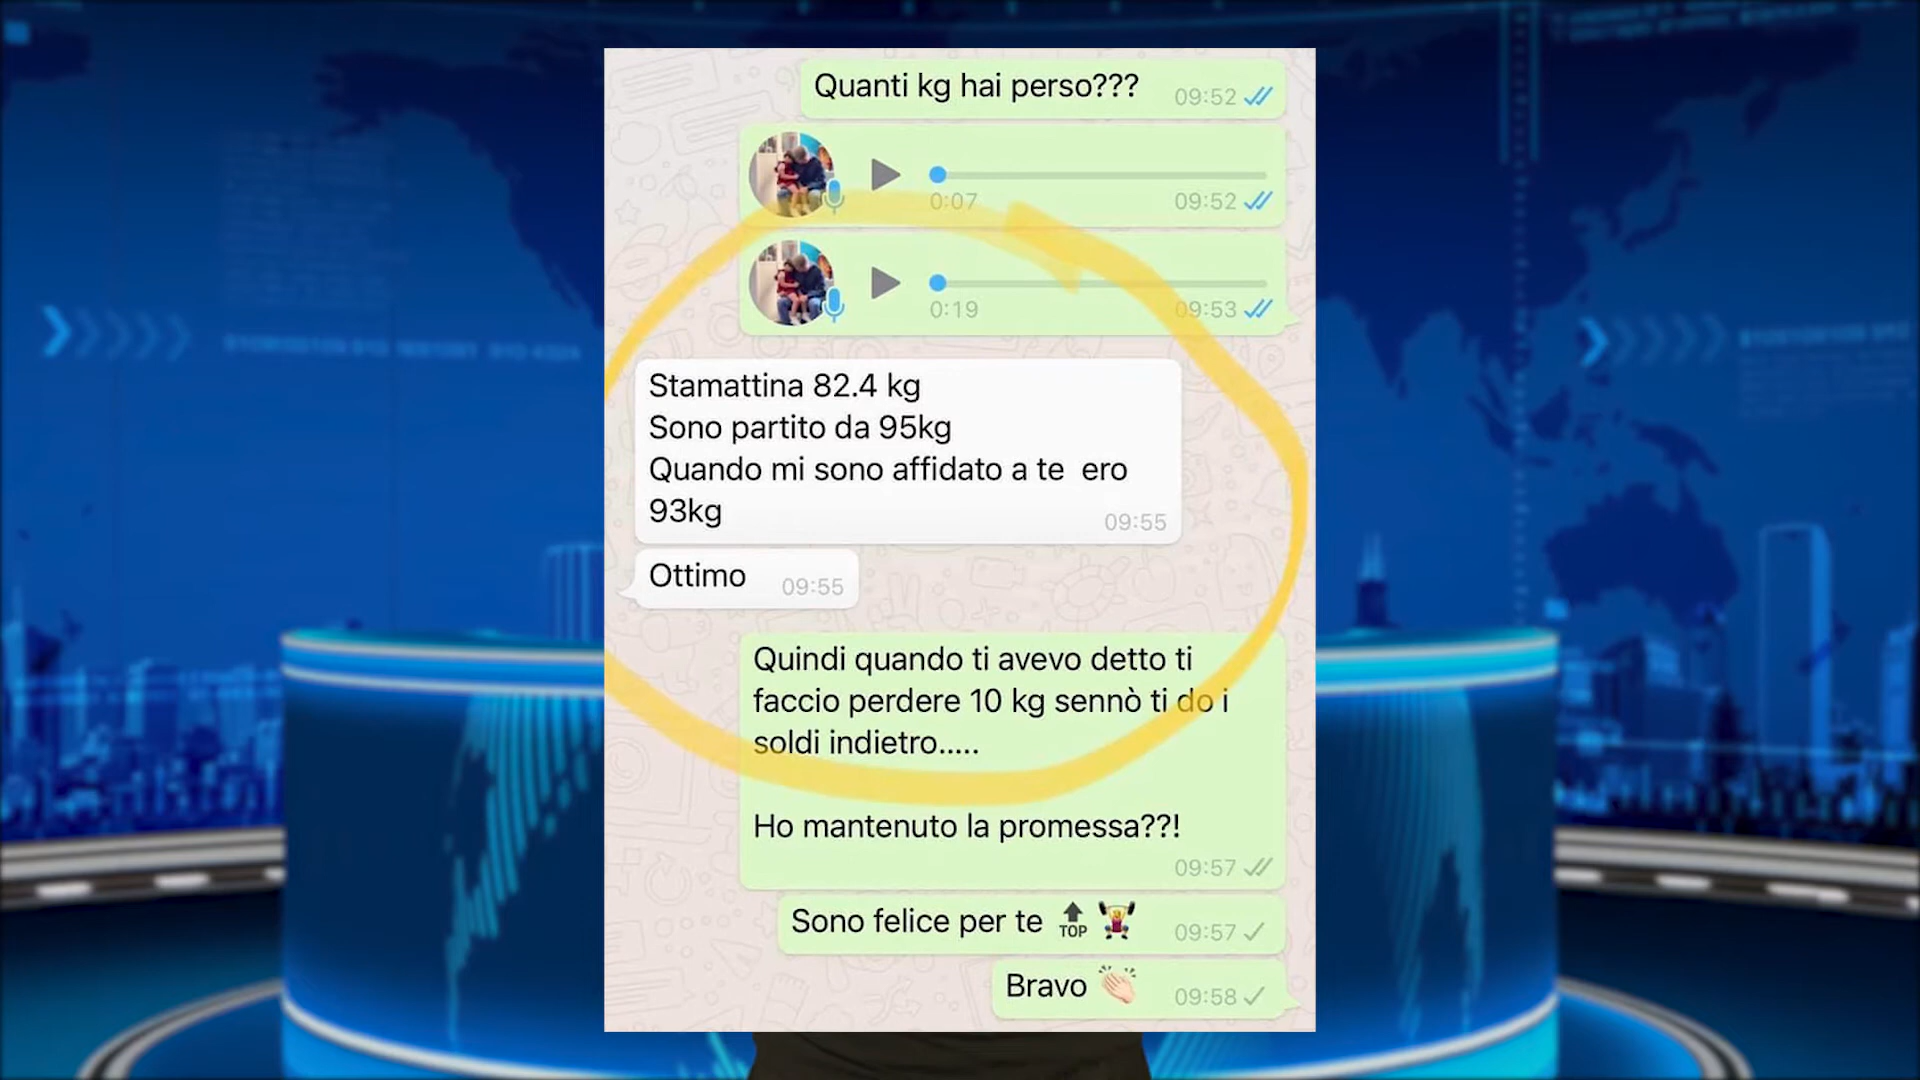 Quanti kg hai perso???
09:52
0:07
09:52
0:19
09:53
Stamattina 82.4 kg
Sono partito da 95kg
Quando mi sono affidato a te  ero
93kg
09:55
Ottimo
09:55
Quindi quando ti avevo detto ti
faccio perdere 10 kg sennò ti do i
soldi indietro.....
Ho mantenuto la promessa??!
09:57
Sono felice per te 🔝 🏋️
TOP
09:57
Bravo 👏🏻
09:58